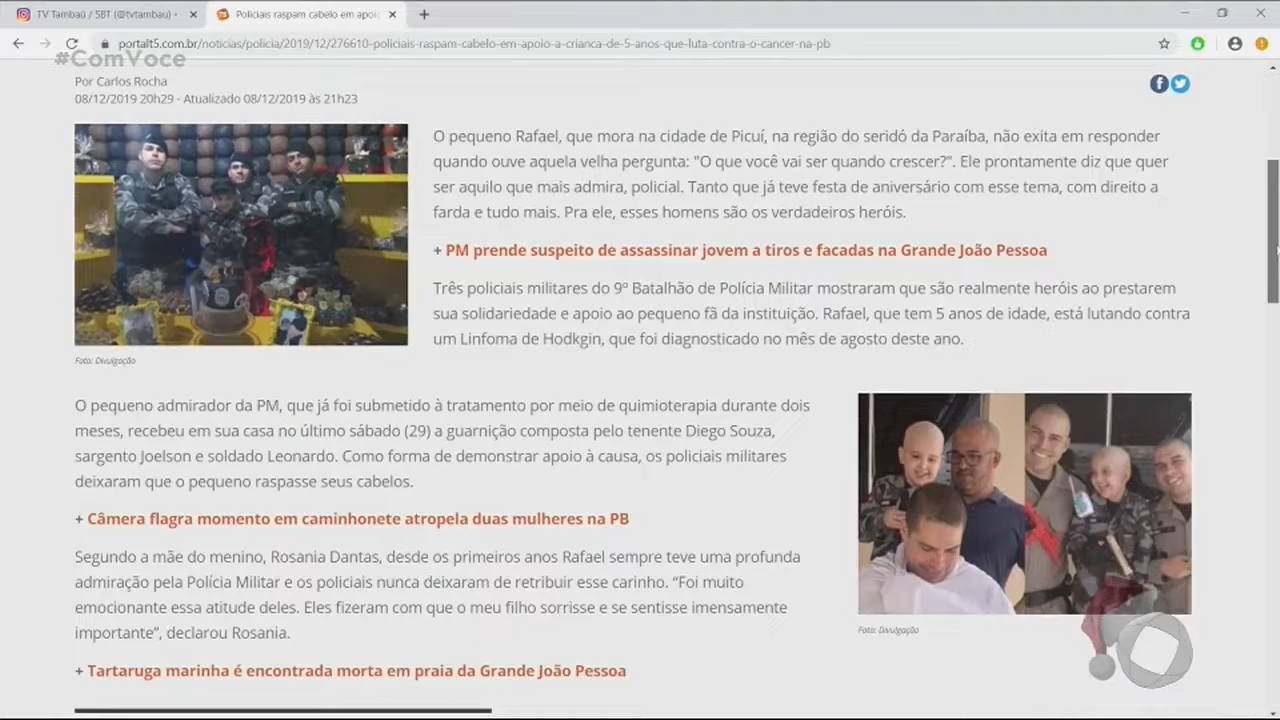 TV Tambaú / SBT (@tvtambau) •
Policiais raspam cabelo em apoio
portalt5.com.br/noticias/policia/2019/12/276610-policiais-raspam-cabelo-em-apoio-a-crianca-de-5-anos-que-luta-contra-o-cancer-na-pb
#ComVoce
Por Carlos Rocha
08/12/2019 20h29 - Atualizado 08/12/2019 às 21h23
O pequeno Rafael, que mora na cidade de Picuí, na região do seridó da Paraíba, não exita em responder
quando ouve aquela velha pergunta: "O que você vai ser quando crescer?". Ele prontamente diz que quer
ser aquilo que mais admira, policial. Tanto que já teve festa de aniversário com esse tema, com direito a
farda e tudo mais. Pra ele, esses homens são os verdadeiros heróis.
+ PM prende suspeito de assassinar jovem a tiros e facadas na Grande João Pessoa
Três policiais militares do 9º Batalhão de Polícia Militar mostraram que são realmente heróis ao prestarem
sua solidariedade e apoio ao pequeno fã da instituição. Rafael, que tem 5 anos de idade, está lutando contra
um Linfoma de Hodkgin, que foi diagnosticado no mês de agosto deste ano.
Foto: Divulgação
O pequeno admirador da PM, que já foi submetido à tratamento por meio de quimioterapia durante dois
meses, recebeu em sua casa no último sábado (29) a guarnição composta pelo tenente Diego Souza,
sargento Joelson e soldado Leonardo. Como forma de demonstrar apoio à causa, os policiais militares
deixaram que o pequeno raspasse seus cabelos.
+ Câmera flagra momento em caminhonete atropela duas mulheres na PB
Segundo a mãe do menino, Rosania Dantas, desde os primeiros anos Rafael sempre teve uma profunda
admiração pela Polícia Militar e os policiais nunca deixaram de retribuir esse carinho. “Foi muito
emocionante essa atitude deles. Eles fizeram com que o meu filho sorrisse e se sentisse imensamente
importante”, declarou Rosania.
Foto: Divulgação
+ Tartaruga marinha é encontrada morta em praia da Grande João Pessoa